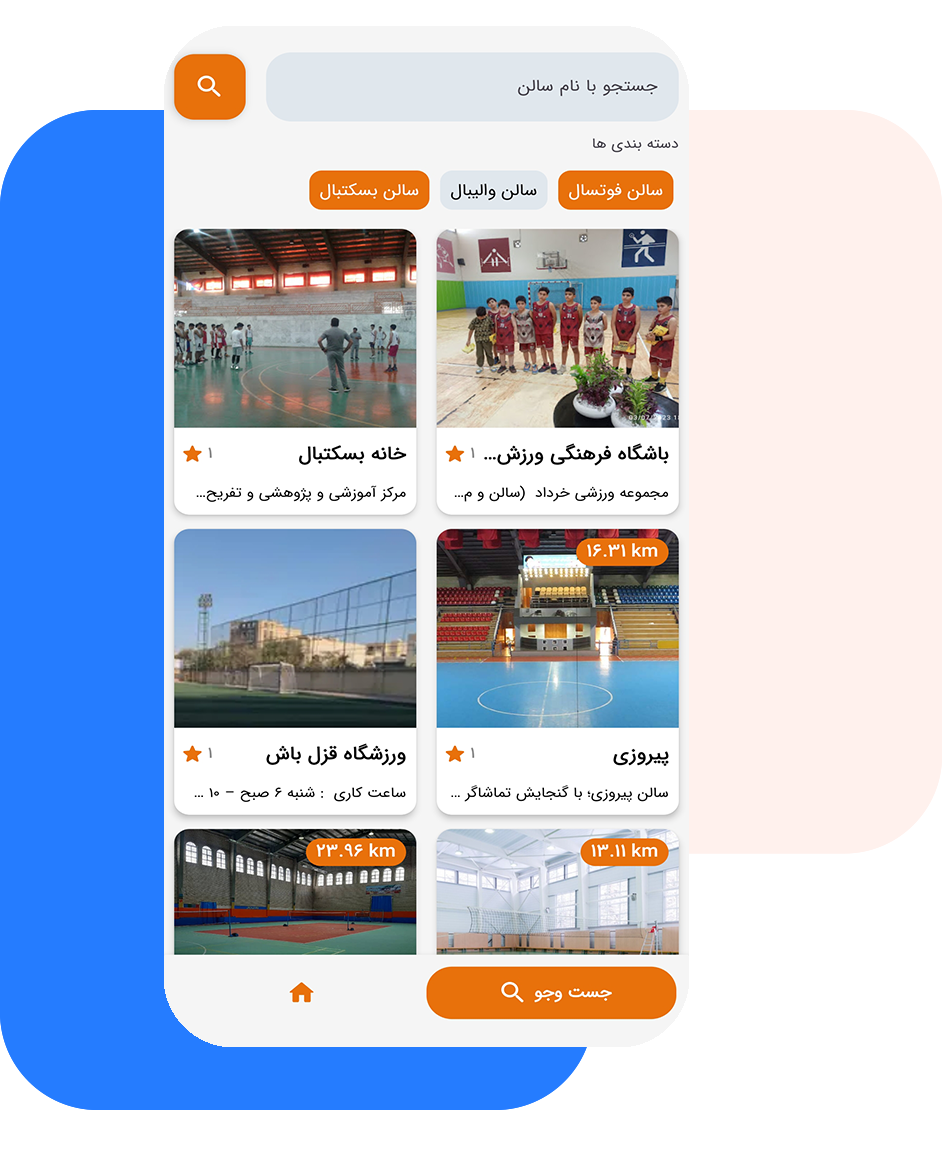 جستجو با نام سالن
دسته بندی ها
سالن فوتسال
سالن والیبال
سالن بسکتبال
باشگاه فرهنگی ورزش... ۱
مجموعه ورزشی خرداد (سالن و م...
خانه بسکتبال ۱
مرکز آموزشی و پژوهشی و تفریح...
۱۶.۳۱ km
پیروزی ۱
سالن پیروزی؛ با گنجایش تماشاگر ...
ورزشگاه قزل باش ۱
ساعت کاری : شنبه ۶ صبح – ۱۰ ...
۱۳.۱۱ km
۲۳.۹۶ km
جست وجو